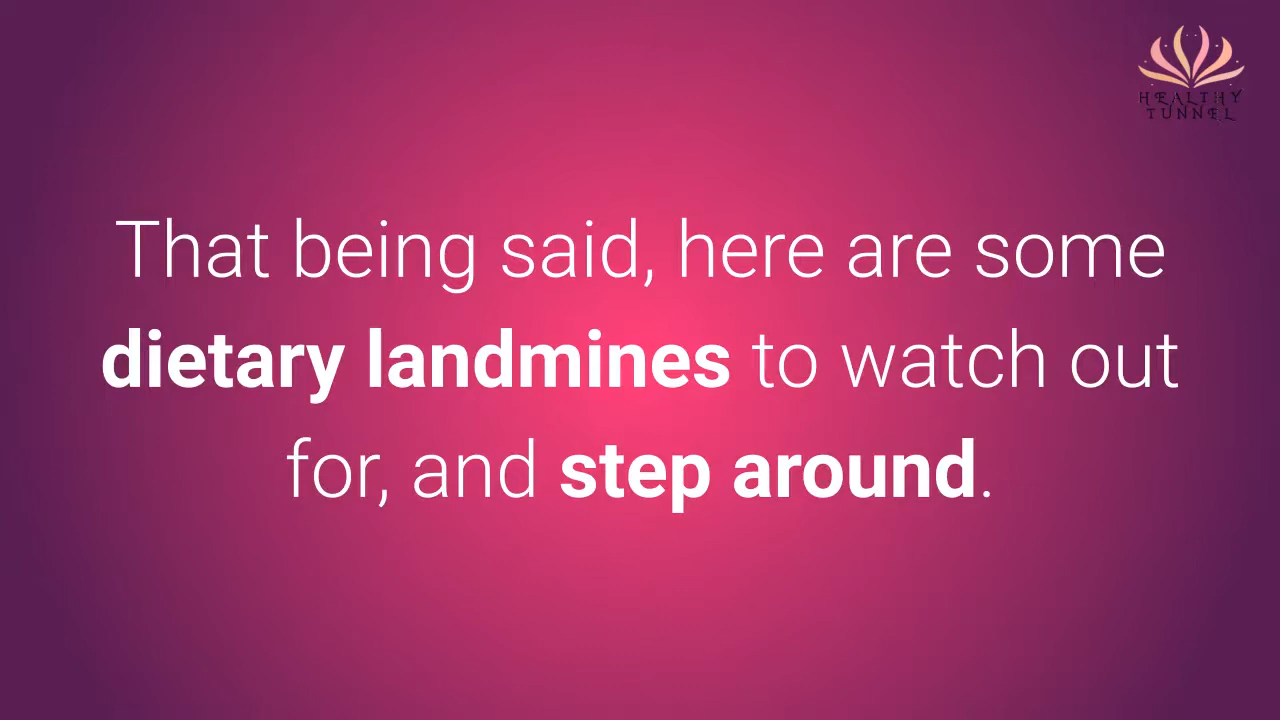 HEALTHY
TUNNEL
That being said, here are some
dietary landmines to watch out
for, and step around.